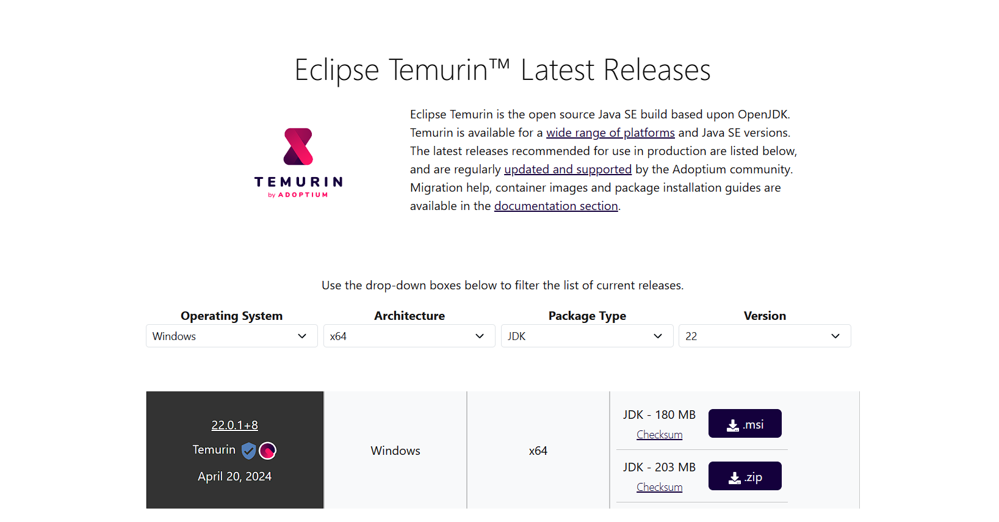 Eclipse Temurin™ Latest Releases
TEMURIN
by ADOPTIUM
Eclipse Temurin is the open source Java SE build based upon OpenJDK.
Temurin is available for a wide range of platforms and Java SE versions.
The latest releases recommended for use in production are listed below,
and are regularly updated and supported by the Adoptium community.
Migration help, container images and package installation guides are
available in the documentation section.
Use the drop-down boxes below to filter the list of current releases.
Operating System Architecture Package Type Version
Windows x64 JDK 22
22.0.1+8
Temurin
April 20, 2024
Windows
x64
JDK - 180 MB
Checksum
.msi
JDK - 203 MB
Checksum
.zip